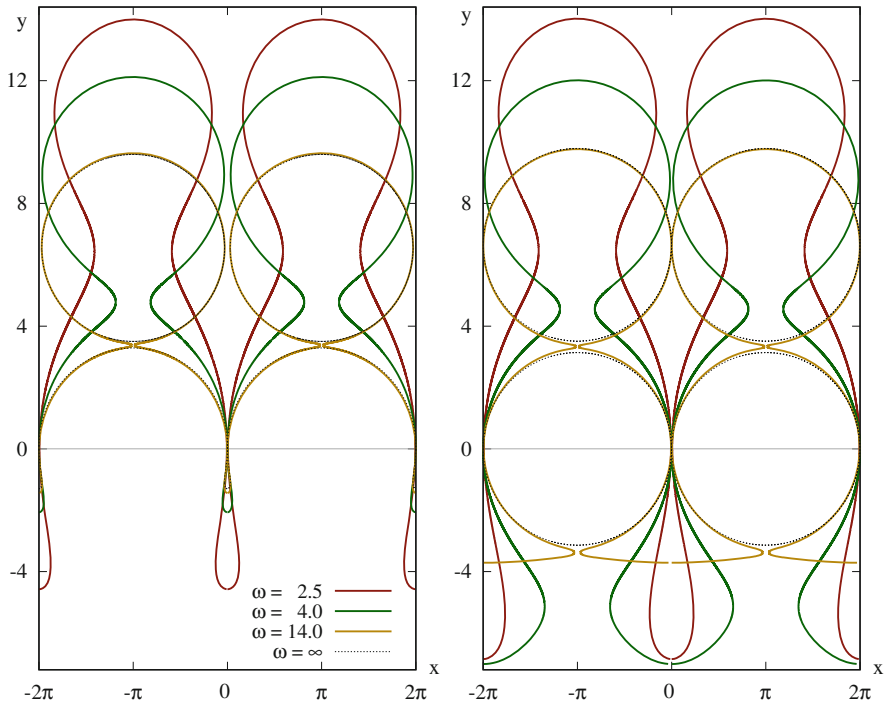 y
12
8
4
0
-4
ω = 2.5
ω = 4.0
ω = 14.0
ω = ∞
-2π -π 0 π 2π x
y
12
8
4
0
-4
-2π -π 0 π 2π x